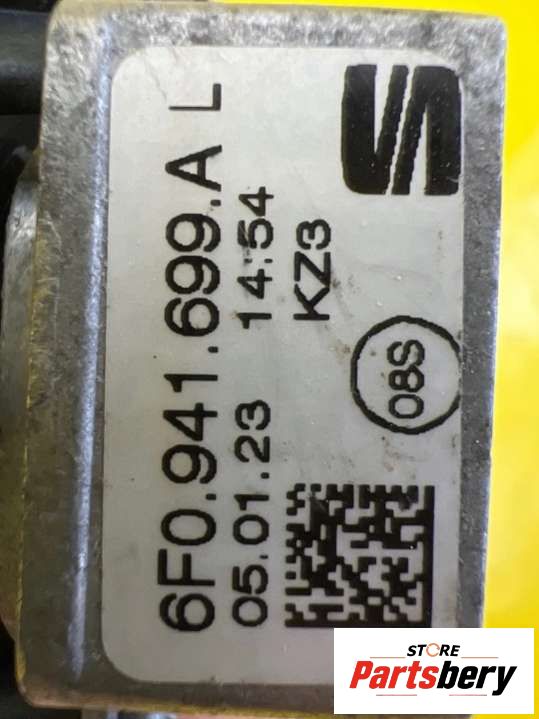 6F0.941.699.A L
05.01.23 14:54
KZ3
08S
STORE
Partsbery